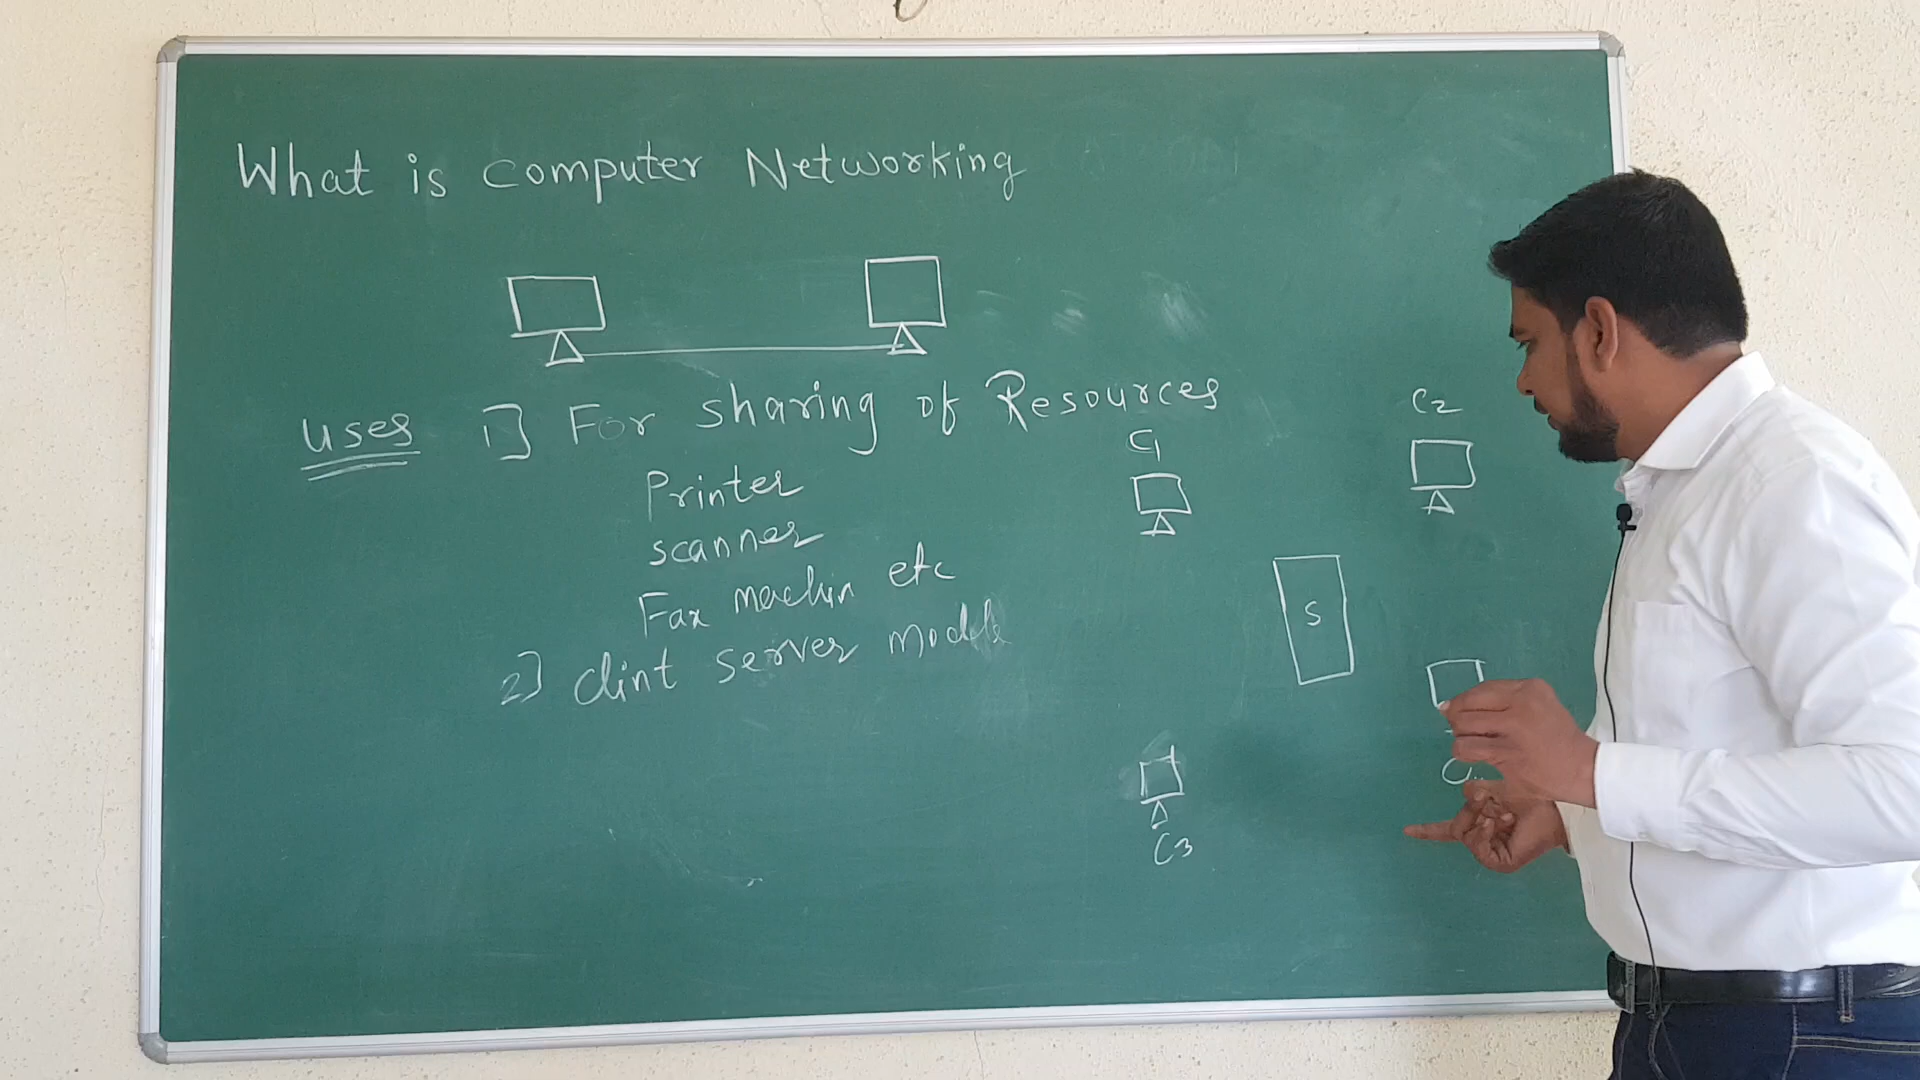 What is computer Networking
uses 1] For sharing of Resources
Printer
scanner
Fax machin etc
2] clint server modle
C1
C2
S
C3